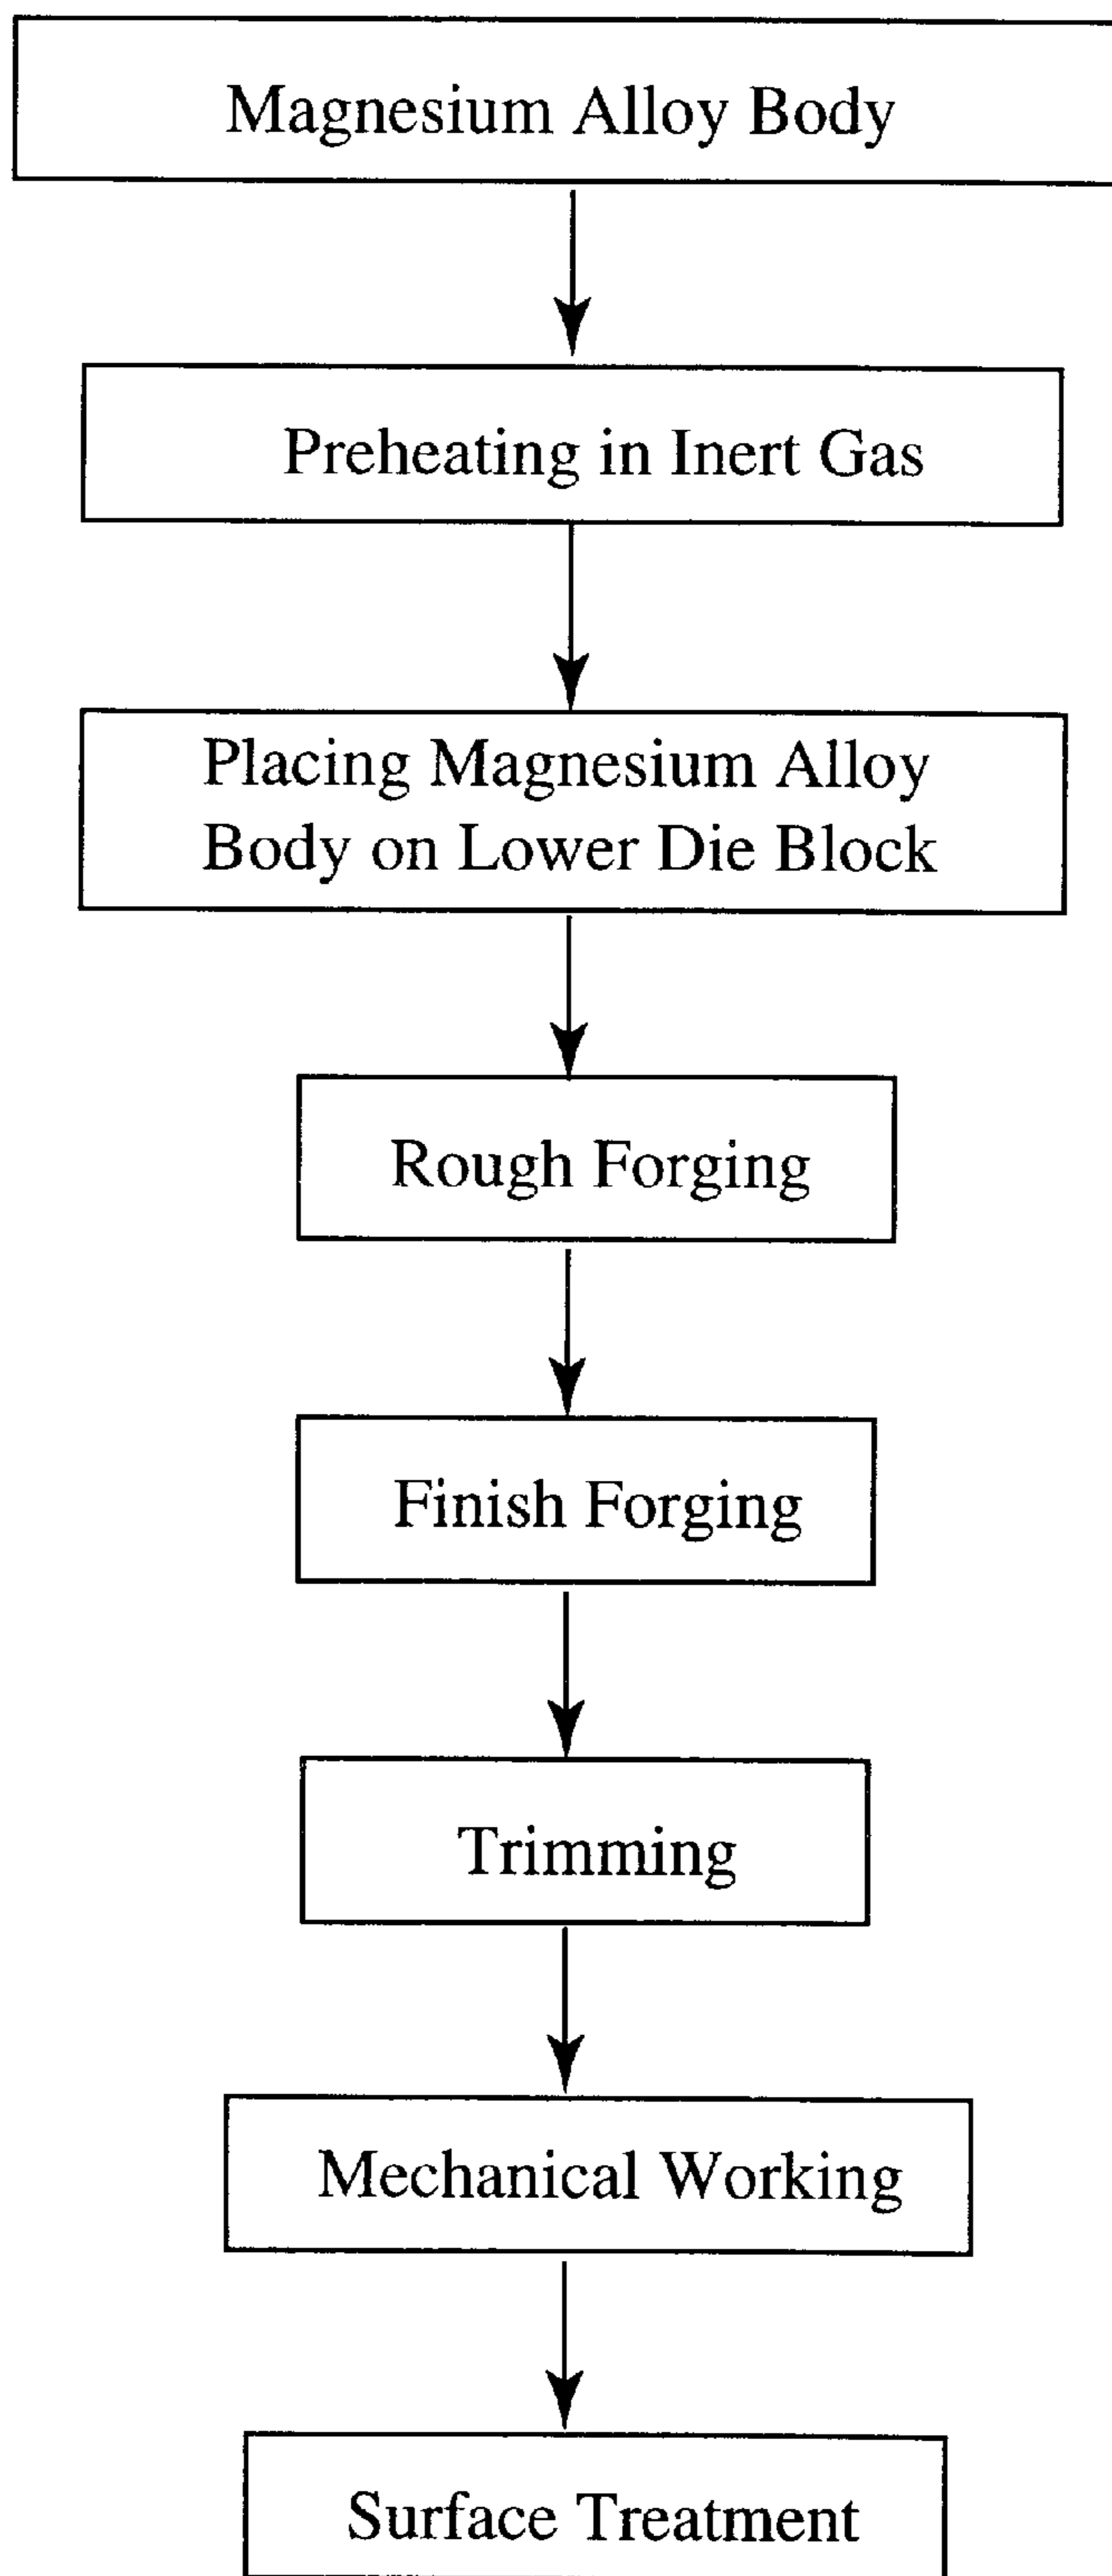 Magnesium Alloy Body
Preheating in Inert Gas
Placing Magnesium Alloy
Body on Lower Die Block
Rough Forging
Finish Forging
Trimming
Mechanical Working
Surface Treatment